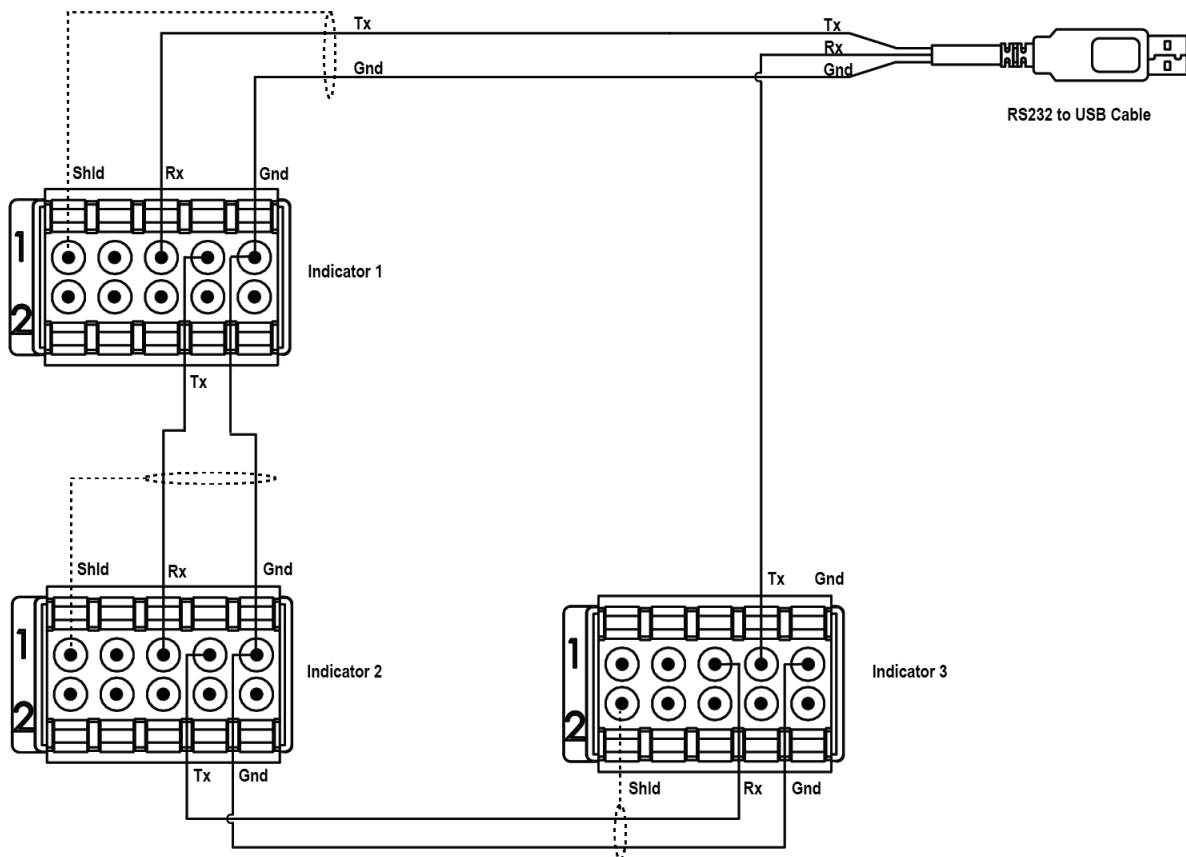 Tx
Tx
Rx
Gnd
Gnd
RS232 to USB Cable
Shld
Rx
Gnd
1
Indicator 1
2
Tx
Shld
Rx
Gnd
Tx
Gnd
1
Indicator 2
1
Indicator 3
2
2
Tx
Gnd
Shld
Rx
Gnd